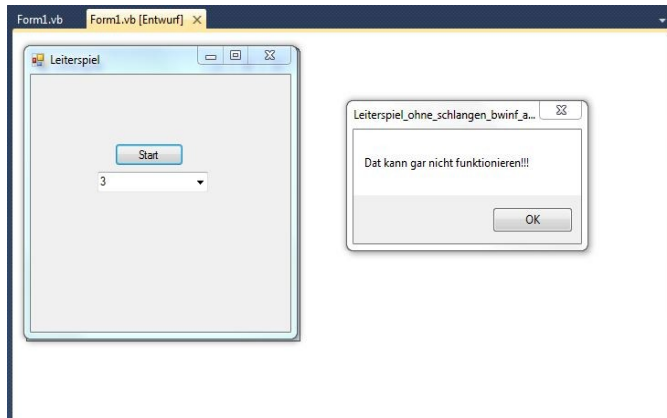 Form1.vb
Form1.vb [Entwurf]
Leiterspiel
Start
3
Leiterspiel_ohne_schlangen_bwinf_a...
Dat kann gar nicht funktionieren!!!
OK